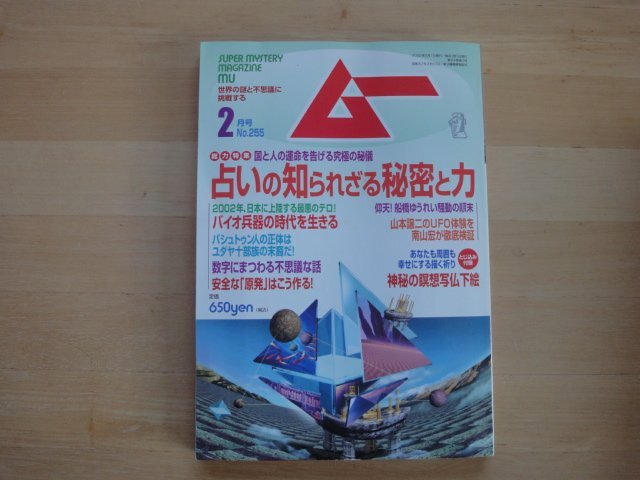 SUPER MYSTERY
MAGAZINE
MU
世界の謎と不思議に
挑戦する
ムー
2月号
No.255
総力特集 国と人の運命を告げる究極の秘儀
占いの知られざる秘密と力
2002年、日本に上陸する最悪のテロ!
バイオ兵器の時代を生きる
パシュトゥン人の正体は
ユダヤ十部族の末裔だ!
数字にまつわる不思議な話
安全な「原発」はこう作る!
定価
650yen(税込)
仰天! 船橋ゆうれい騒動の顛末
山本譲二のUFO体験を
南山宏が徹底検証
あなたも周囲も
幸せにする描く祈り
とじ込み
付録
神秘の瞑想写仏下絵